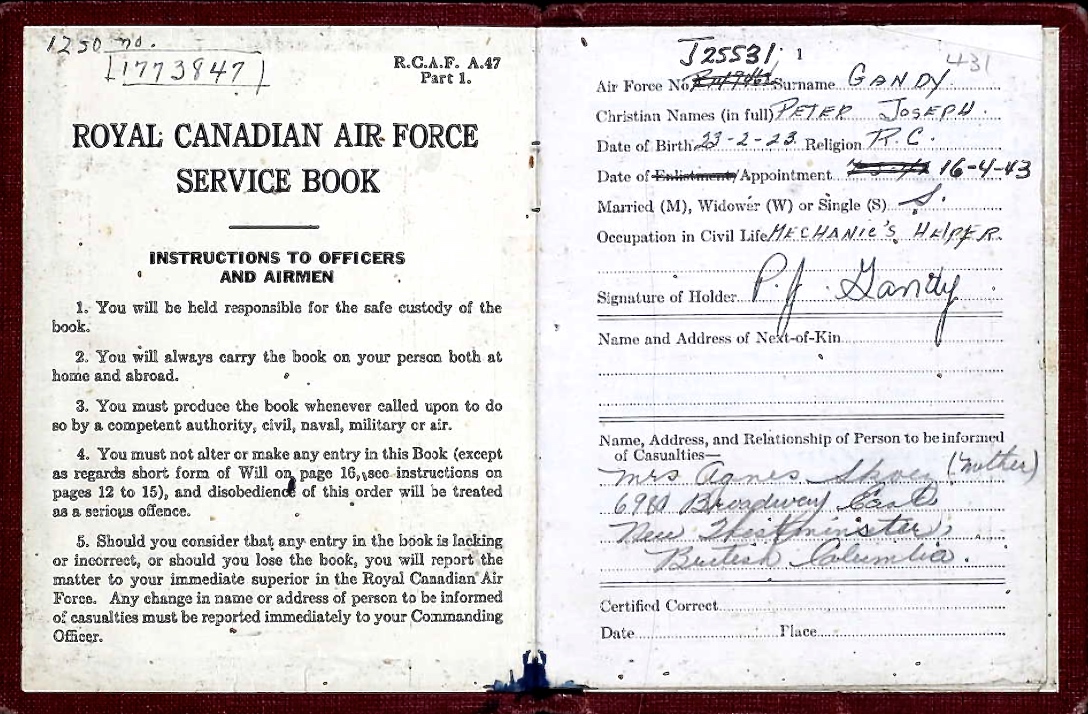 1250 no.
1773847
R.C.A.F. A.47
Part 1.
ROYAL CANADIAN AIR FORCE
SERVICE BOOK
INSTRUCTIONS TO OFFICERS
AND AIRMEN
1. You will be held responsible for the safe custody of the
book.
2. You will always carry the book on your person both at
home and abroad.
3. You must produce the book whenever called upon to do
so by a competent authority, civil, naval, military or air.
4. You must not alter or make any entry in this Book (except
as regards short form of Will on page 16, see instructions on
pages 12 to 15), and disobedience of this order will be treated
as a serious offence.
5. Should you consider that any entry in the book is lacking
or incorrect, or should you lose the book, you will report the
matter to your immediate superior in the Royal Canadian Air
Force. Any change in name or address of person to be informed
of casualties must be reported immediately to your Commanding
Officer.
J25531 1
431
Air Force No. Surname GANDY
Christian Names (in full) PETER JOSEPH
Date of Birth 23-2-23 Religion R.C.
Date of Enlistment/Appointment 16-4-43
Married (M), Widower (W) or Single (S) S.
Occupation in Civil Life MECHANIC'S HELPER
Signature of Holder P. J. Gandy
Name and Address of Next-of-Kin
Name, Address, and Relationship of Person to be informed
of Casualties—
Mrs Agnes (Mother)
Broadway East
New Westminster,
British Columbia.
Certified Correct
Date Place